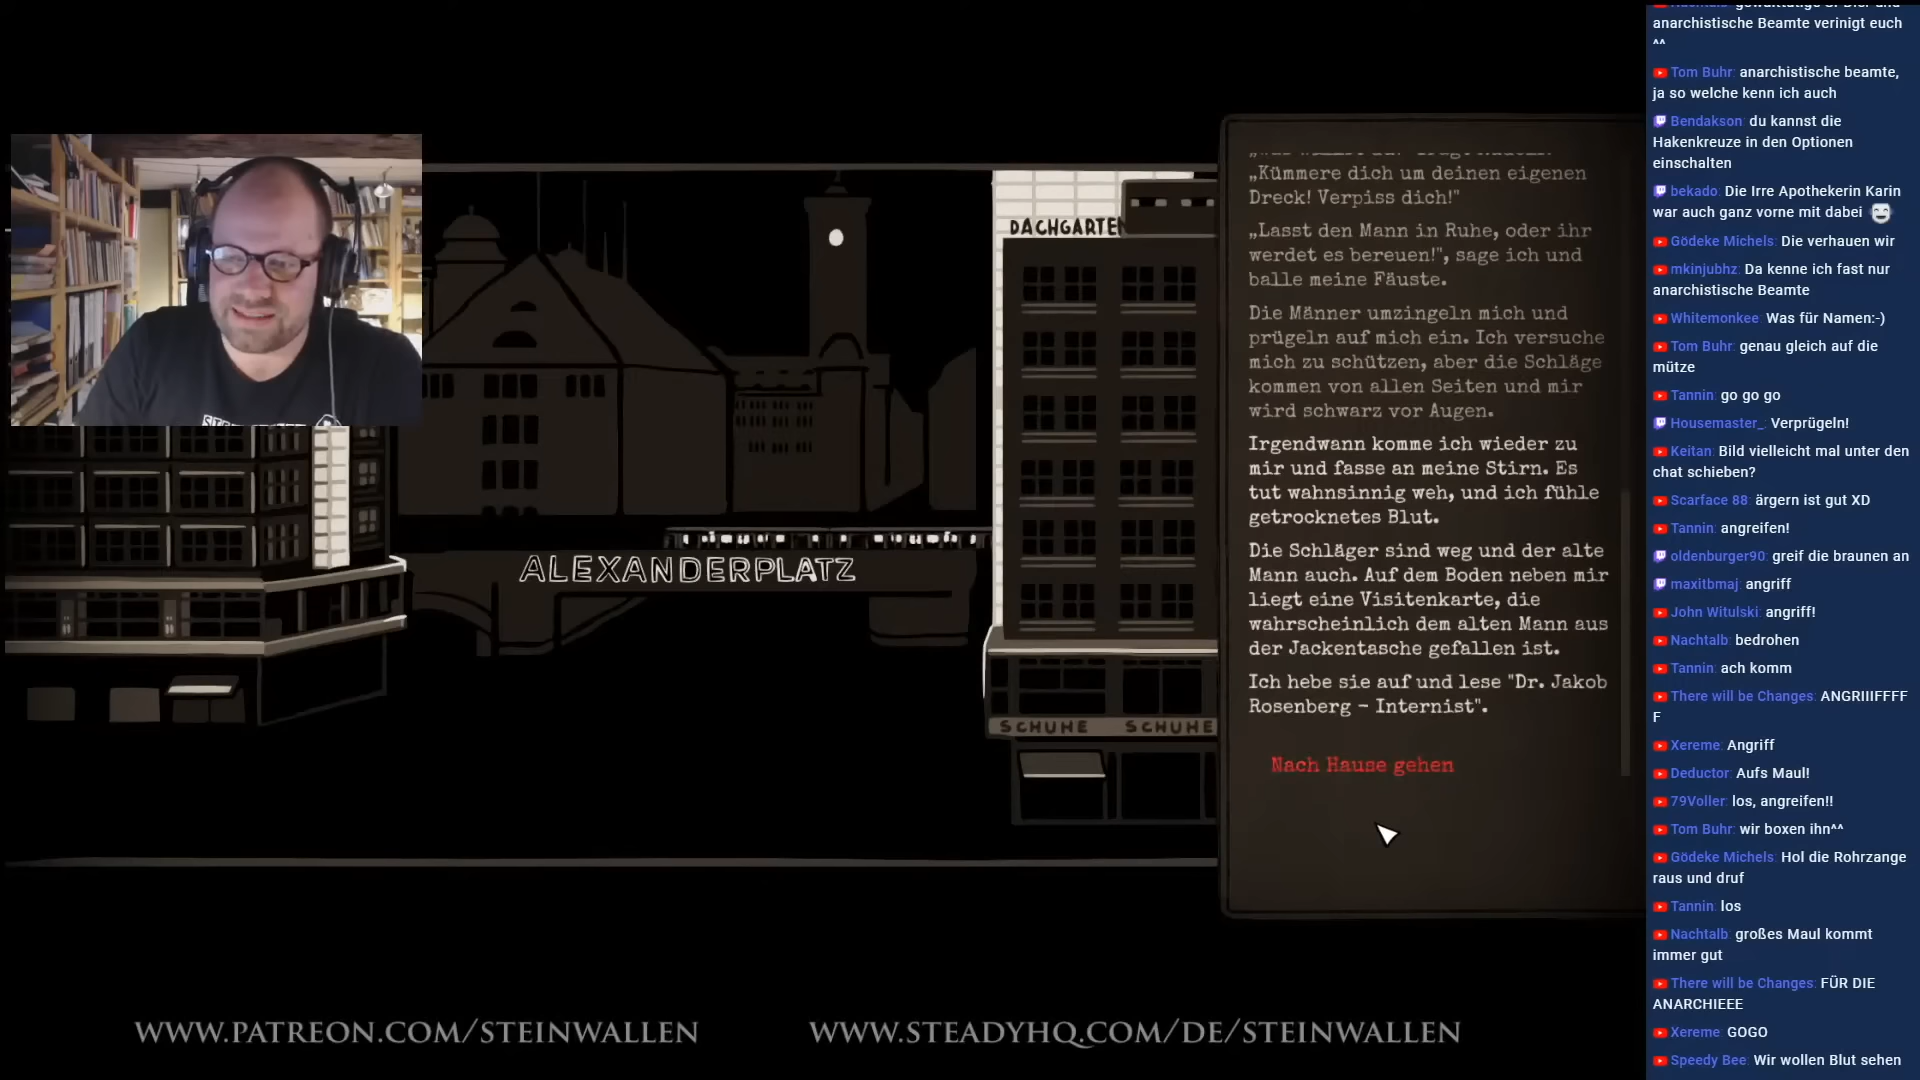 DACHGARTEN
ALEXANDERPLATZ
SCHUHE SCHUHE
„Kümmere dich um deinen eigenen
Dreck! Verpiss dich!"
„Lasst den Mann in Ruhe, oder ihr
werdet es bereuen!", sage ich und
balle meine Fäuste.
Die Männer umzingeln mich und
prügeln auf mich ein. Ich versuche
mich zu schützen, aber die Schläge
kommen von allen Seiten und mir
wird schwarz vor Augen.
Irgendwann komme ich wieder zu
mir und fasse an meine Stirn. Es
tut wahnsinnig weh, und ich fühle
getrocknetes Blut.
Die Schläger sind weg und der alte
Mann auch. Auf dem Boden neben mir
liegt eine Visitenkarte, die
wahrscheinlich dem alten Mann aus
der Jackentasche gefallen ist.
Ich hebe sie auf und lese "Dr. Jakob
Rosenberg - Internist".
Nach Hause gehen
WWW.PATREON.COM/STEINWALLEN
WWW.STEADYHQ.COM/DE/STEINWALLEN
anarchistische Beamte verinigt euch
^^
Tom Buhr: anarchistische beamte,
ja so welche kenn ich auch
Bendakson: du kannst die
Hakenkreuze in den Optionen
einschalten
bekado: Die Irre Apothekerin Karin
war auch ganz vorne mit dabei
Gödeke Michels: Die verhauen wir
mkinjubhz: Da kenne ich fast nur
anarchistische Beamte
Whitemonkee: Was für Namen:-)
Tom Buhr: genau gleich auf die
mütze
Tannin: go go go
Housemaster_: Verprügeln!
Keitan: Bild vielleicht mal unter den
chat schieben?
Scarface 88: ärgern ist gut XD
Tannin: angreifen!
oldenburger90: greif die braunen an
maxitbmaj: angriff
John Witulski: angriff!
Nachtalb: bedrohen
Tannin: ach komm
There will be Changes: ANGRIIIFFFF
F
Xereme: Angriff
Deductor: Aufs Maul!
79Voller: los, angreifen!!
Tom Buhr: wir boxen ihn^^
Gödeke Michels: Hol die Rohrzange
raus und druf
Tannin: los
Nachtalb: großes Maul kommt
immer gut
There will be Changes: FÜR DIE
ANARCHIEEE
Xereme: GOGO
Speedy Bee: Wir wollen Blut sehen